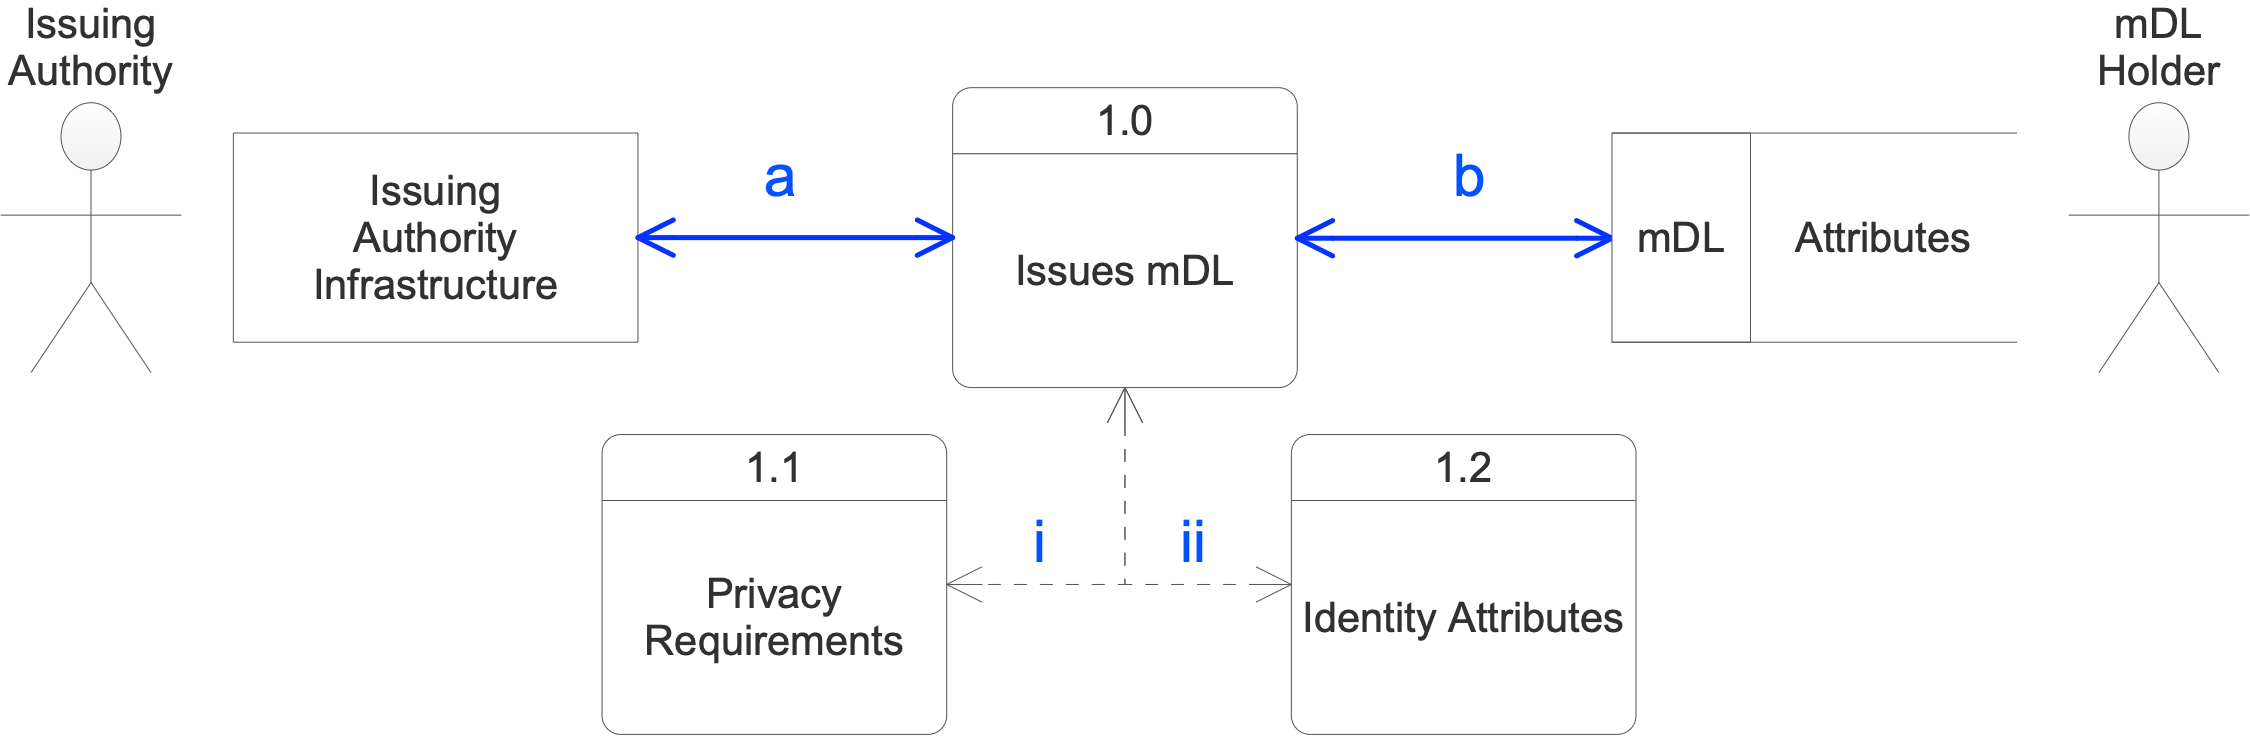 Issuing
Authority
mDL
Holder
1.0
Issuing
Authority
Infrastructure
a
Issues mDL
b
mDL
Attributes
1.1
Privacy
Requirements
i
ii
1.2
Identity Attributes